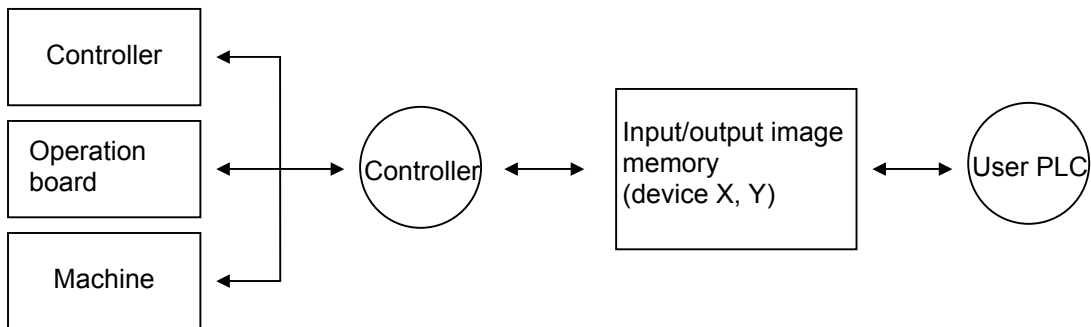 Controller
Operation
board
Machine
Controller
Input/output image
memory
(device X, Y)
User PLC